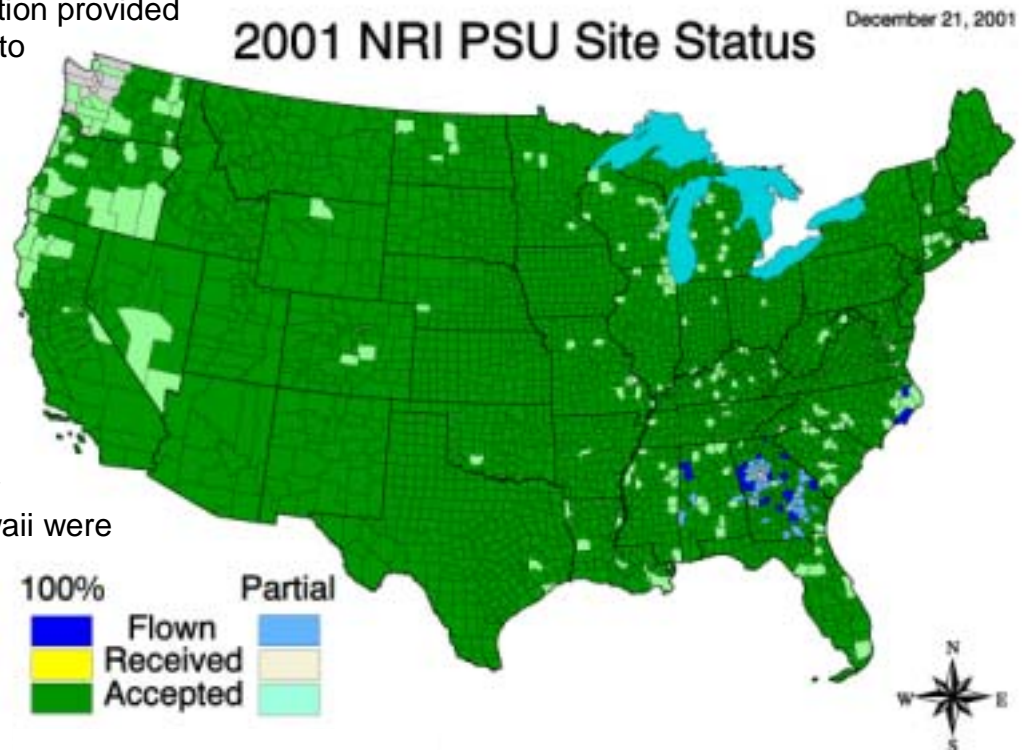 tion provided
to
December 21, 2001
2001 NRI PSU Site Status
aii were
100% Partial
Flown
Received
Accepted
N
W E
S